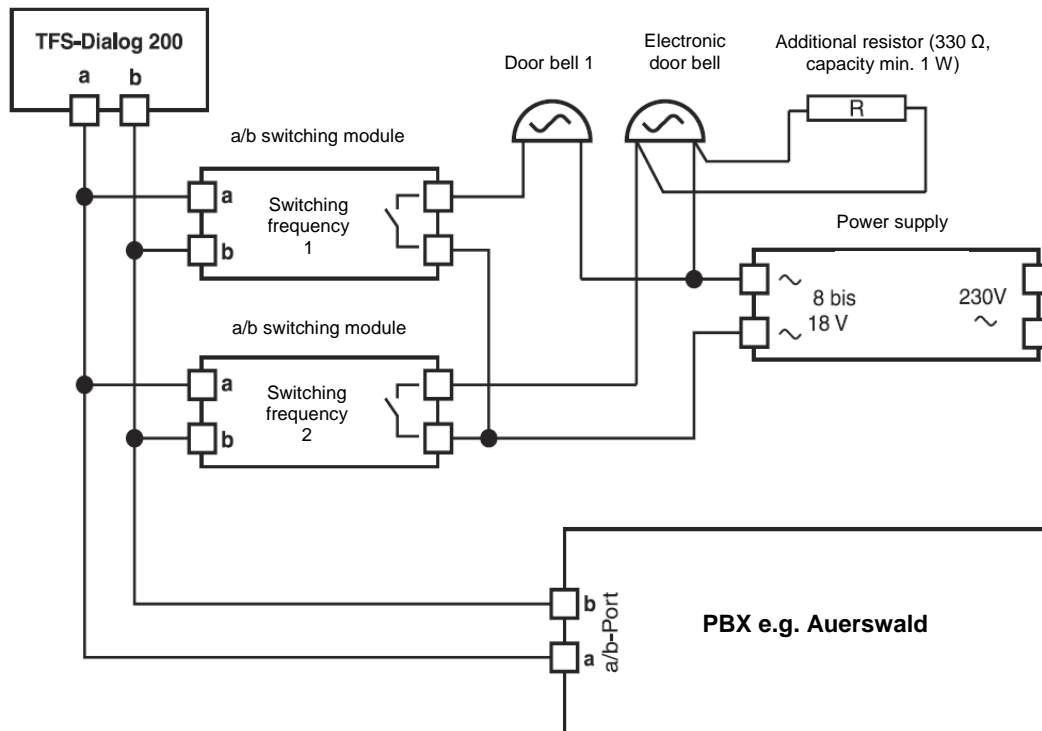 TFS-Dialog 200
a
b
Door bell 1
Electronic
door bell
Additional resistor (330 Ω,
capacity min. 1 W)
R
a/b switching module
a
b
Switching
frequency
1
Power supply
8 bis
18 V
230V
a/b switching module
a
b
Switching
frequency
2
b
a
a/b-Port
PBX e.g. Auerswald